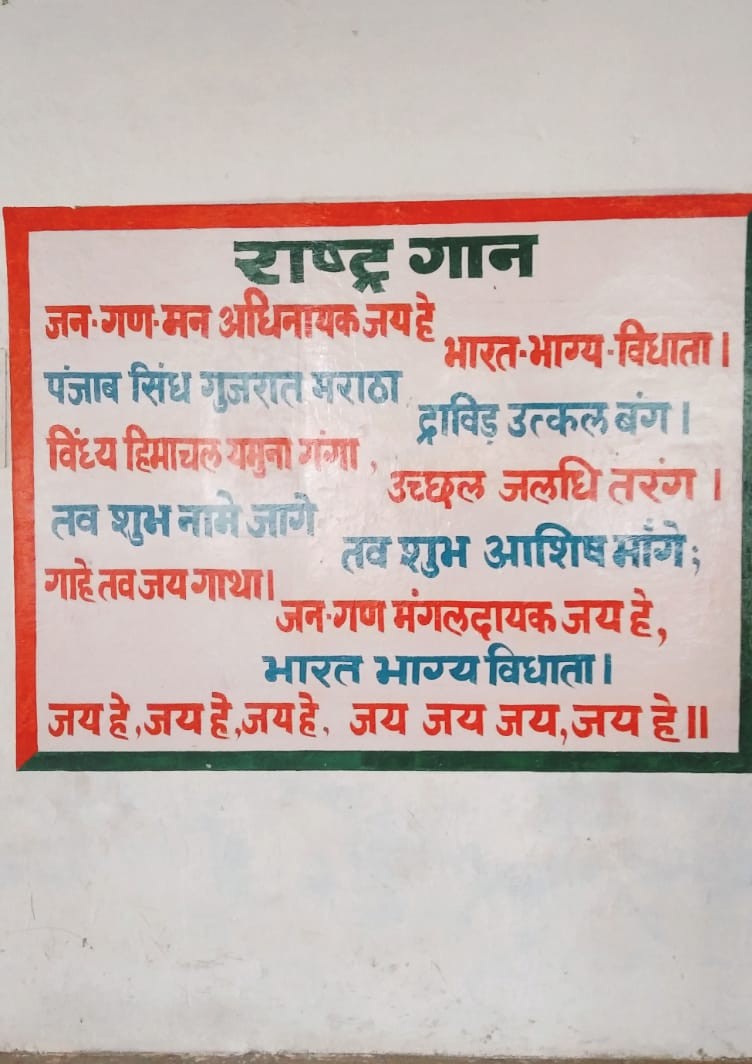 राष्ट्र गान
जन-गण-मन अधिनायक जय हे
भारत-भाग्य-विधाता।
पंजाब सिंध गुजरात मराठा
द्राविड़ उत्कल बंग।
विंध्य हिमाचल यमुना गंगा,
उच्छल जलधि तरंग।
तव शुभ नामे जागे
तव शुभ आशिष माँगे;
गाहे तव जय गाथा।
जन-गण मंगलदायक जय हे,
भारत भाग्य विधाता।
जय हे, जय हे, जय हे, जय जय जय, जय हे॥